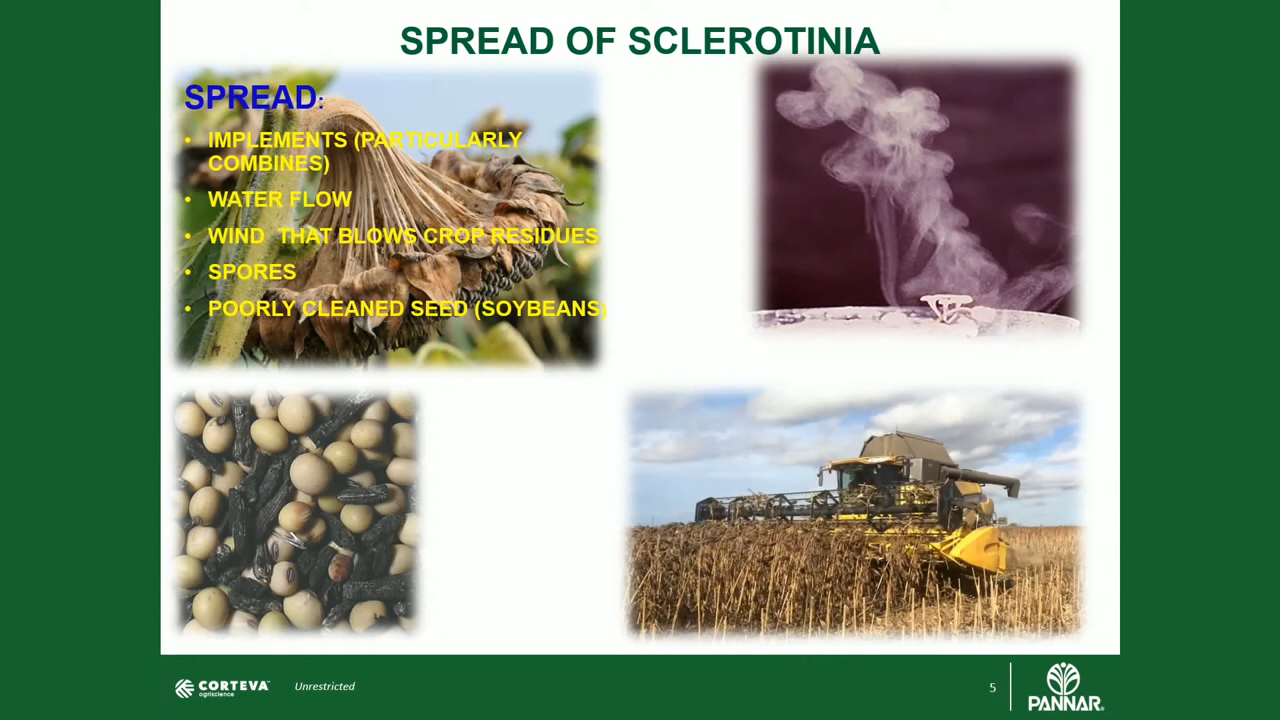 SPREAD OF SCLEROTINIA
SPREAD:
• IMPLEMENTS (PARTICULARLY
COMBINES)
• WATER FLOW
• WIND THAT BLOWS CROP RESIDUES
• SPORES
• POORLY CLEANED SEED (SOYBEANS)
CORTEVA™
agriscience
Unrestricted
5
PANNAR®